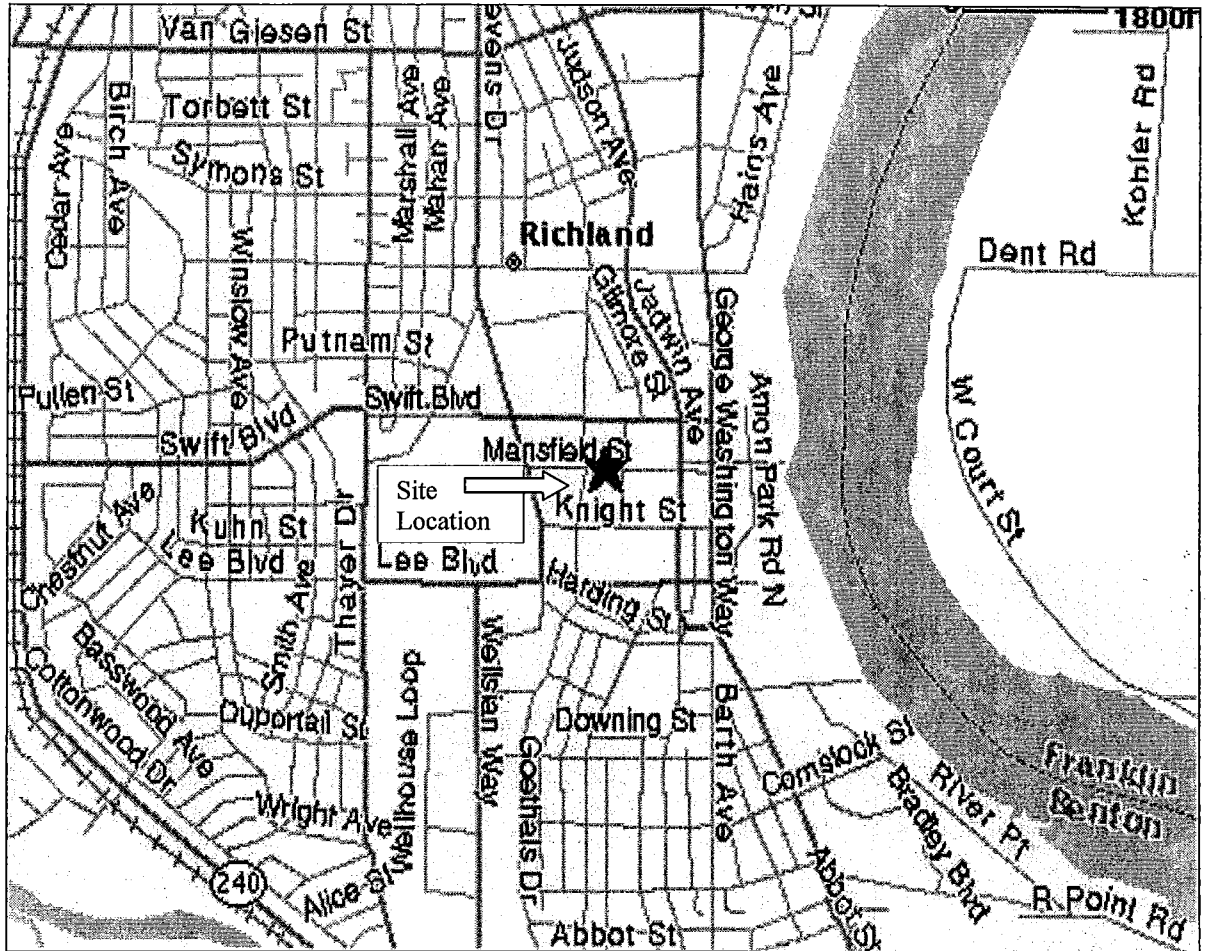 1800f
Van Giesen St
Torbett St
Symons St
Birch Ave
Cedar Ave
Marshall Ave
Mahan Ave
evens Dr
Judson Ave
Hains Ave
Kohler Rd
Richland
Dent Rd
Winslow Ave
Putnam St
Gilmore St
Jadwin Ave
George Washington Way
Amon Park Rd N
W Court St
Pullen St
Swift Blvd
Swift Blvd
Mansfield St
Site
Location
Knight St
Chestnut Ave
Kuhn St
Lee Blvd
Lee Blvd
Thayer Dr
Smith Ave
Harding St
Basswood Ave
Cottonwood Dr
Duportail St
Wright Ave
Alice St
240
Wellhouse Loop
Wellsian Way
Goethals Dr
Downing St
Barth Ave
Comstock St
Bradley Blvd
River Pt
R Point Rd
Abbot St
Abbot St
Franklin
Benton